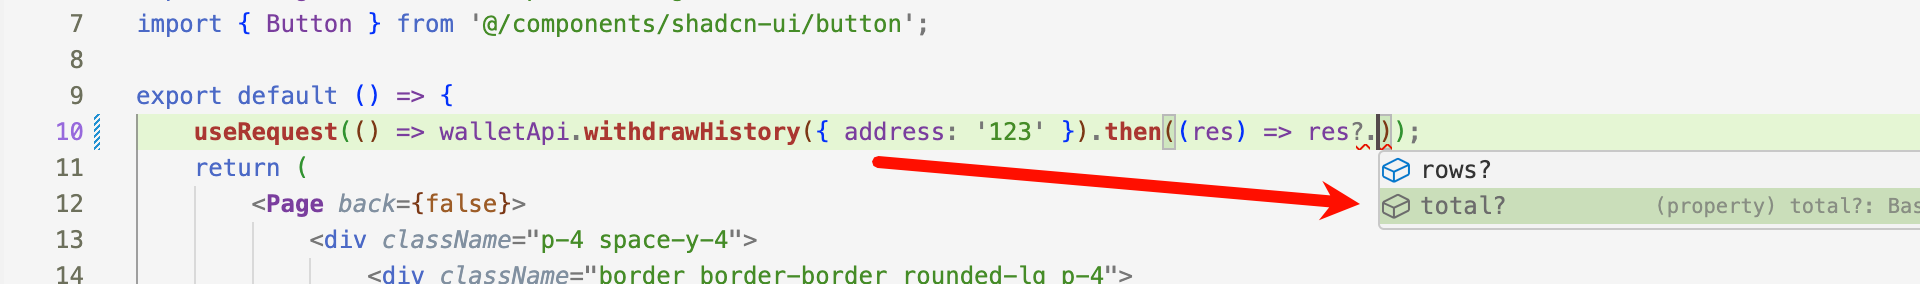 7 import { Button } from '@/components/shadcn-ui/button';
8
9 export default () => {
10 useRequest(() => walletApi.withdrawHistory({ address: '123' }).then((res) => res?.));
rows?
11 return (
total? (property) total?: Bas
12 <Page back={false}>
13 <div className="p-4 space-y-4">
14 <div className="border border-border rounded-lg p-4">